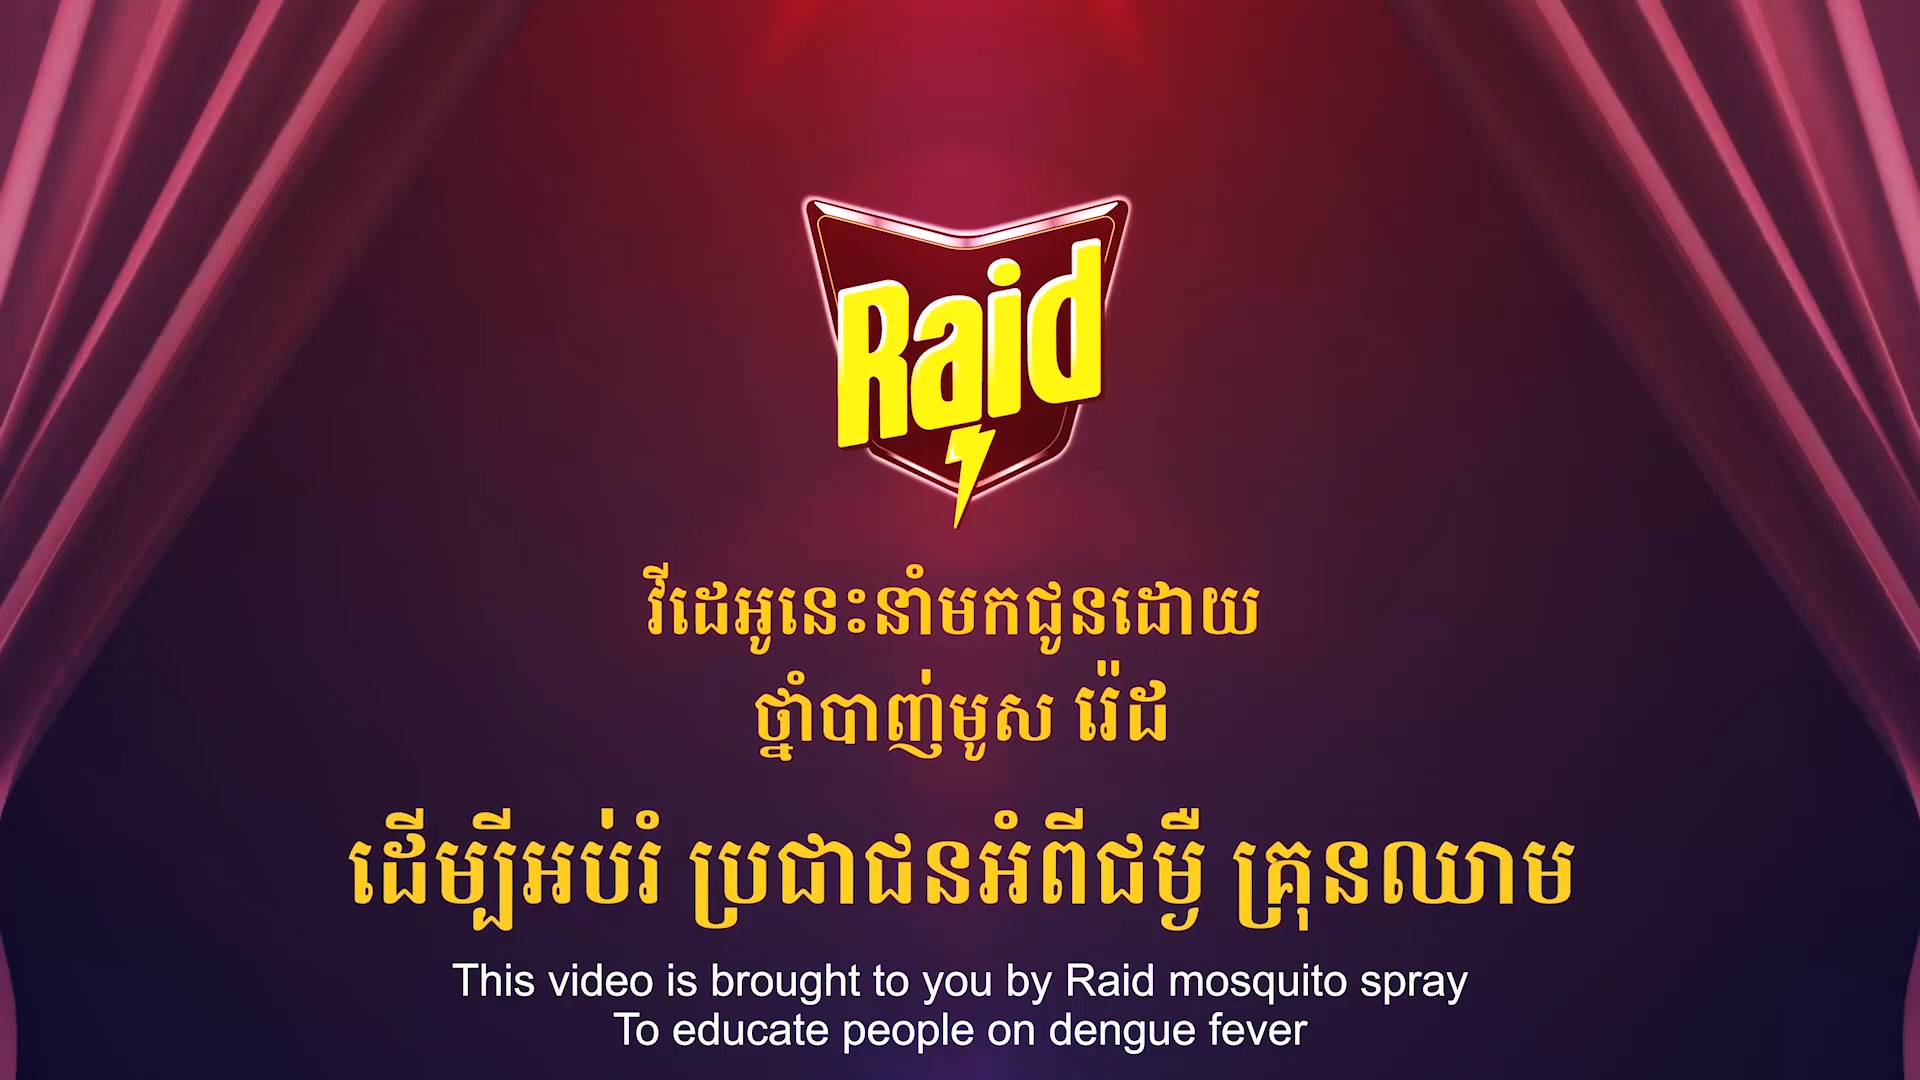 Raid
វីដេអូនេះនាំមកជូនដោយ
ថ្នាំបាញ់មូស រ៉េដ
ដើម្បីអប់រំ ប្រជាជនអំពីជម្ងឺ គ្រុនឈាម
This video is brought to you by Raid mosquito spray
To educate people on dengue fever